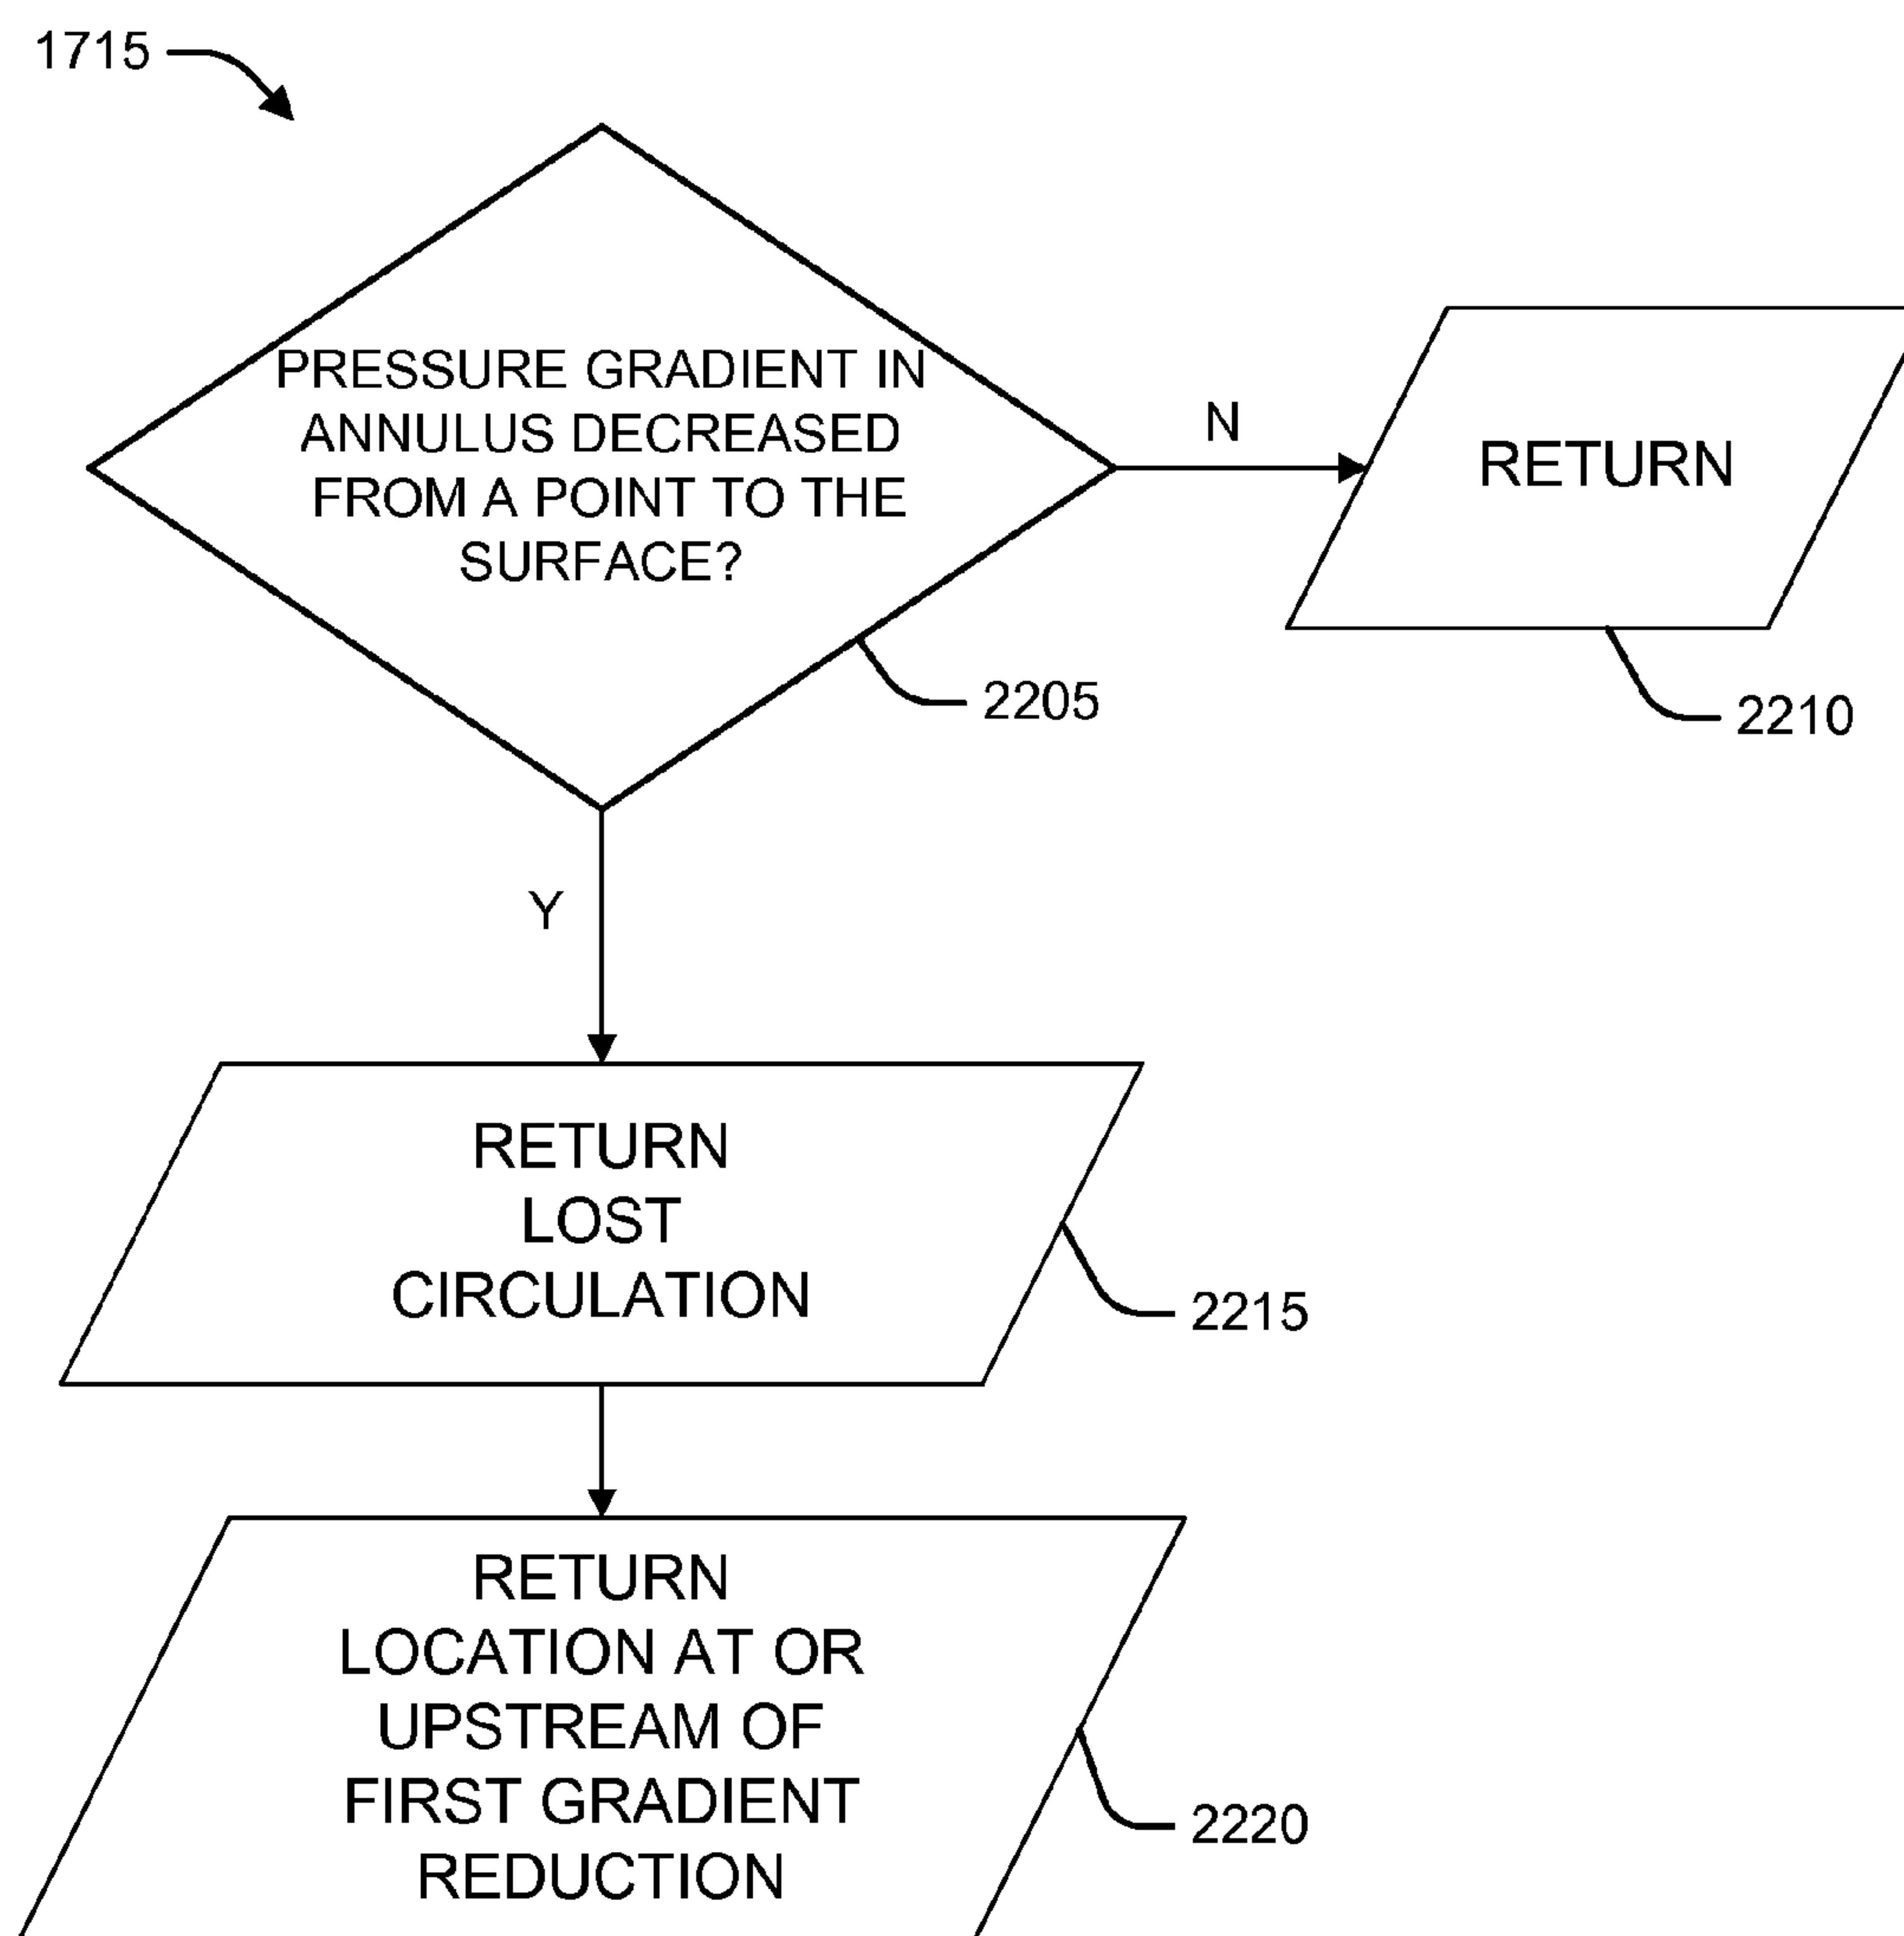 1715
PRESSURE GRADIENT IN
ANNULUS DECREASED
FROM A POINT TO THE
SURFACE?
N
RETURN
2205
2210
Y
RETURN
LOST
CIRCULATION
2215
RETURN
LOCATION AT OR
UPSTREAM OF
FIRST GRADIENT
REDUCTION
2220